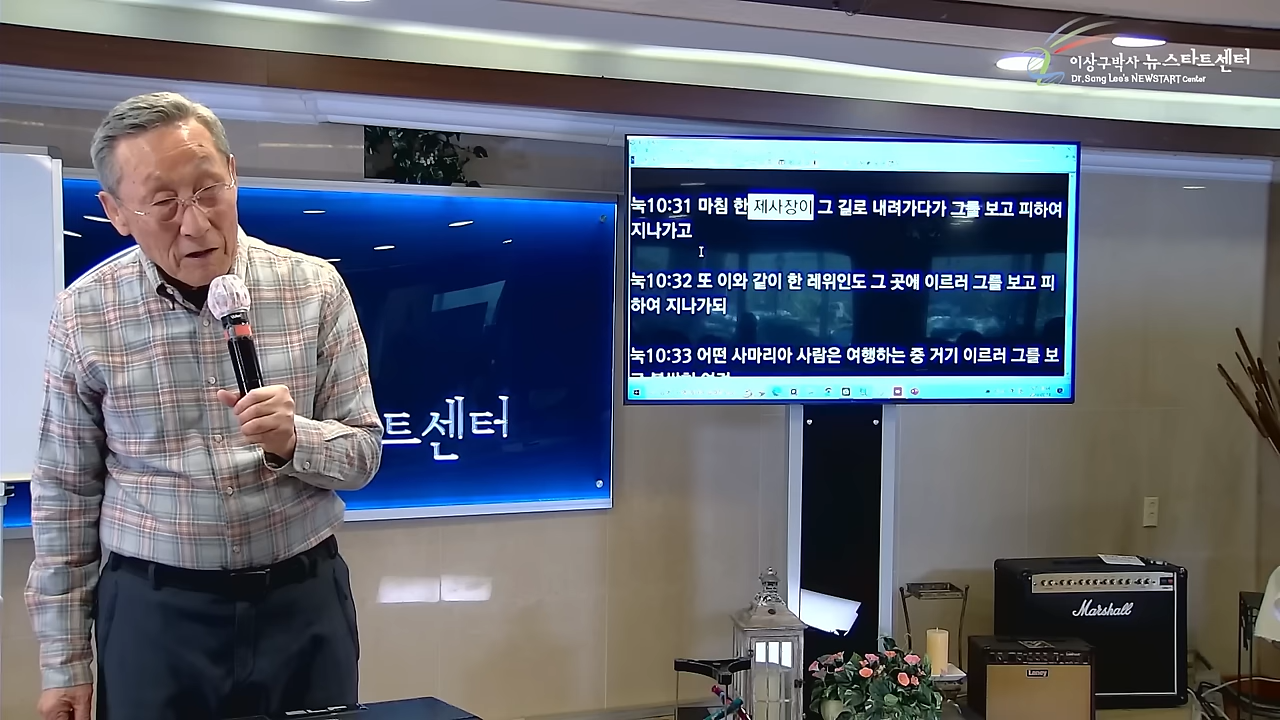 이상구박사 뉴스타트센터
Dr.Sang Lee's NEWSTART Center
눅10:31 마침 한 제사장이 그 길로 내려가다가 그를 보고 피하여
지나가고
눅10:32 또 이와 같이 한 레위인도 그 곳에 이르러 그를 보고 피
하여 지나가되
눅10:33 어떤 사마리아 사람은 여행하는 중 거기 이르러 그를 보
트센터
Marshall
Laney